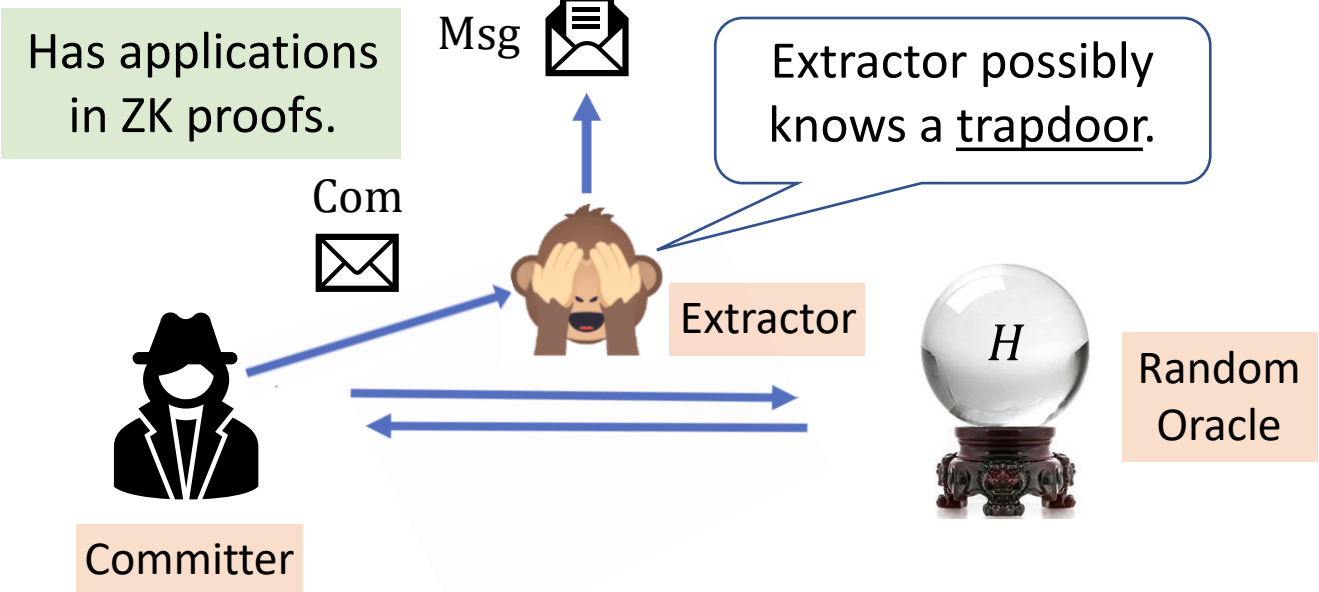 Has applications
in ZK proofs.
Msg
Extractor possibly
knows a trapdoor.
Com
Extractor
H
Random
Oracle
Committer